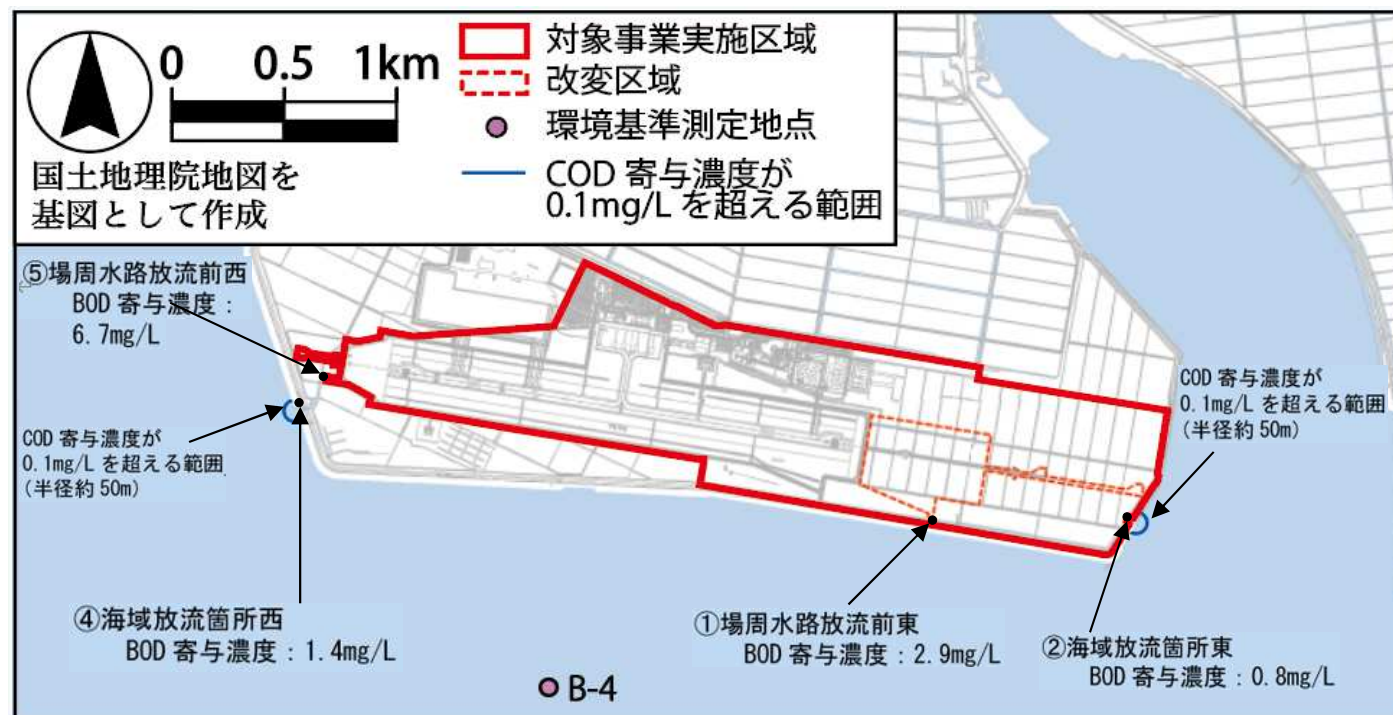 0 0.5 1km
国土地理院地図を
基図として作成
対象事業実施区域
改変区域
環境基準測定地点
COD 寄与濃度が
0.1mg/L を超える範囲
⑤場周水路放流前西
BOD 寄与濃度：
6.7mg/L
COD 寄与濃度が
0.1mg/L を超える範囲
(半径約 50m)
COD 寄与濃度が
0.1mg/L を超える範囲
(半径約 50m)
④海域放流箇所西
BOD 寄与濃度：1.4mg/L
①場周水路放流前東
BOD 寄与濃度：2.9mg/L
②海域放流箇所東
BOD 寄与濃度：0.8mg/L
B-4